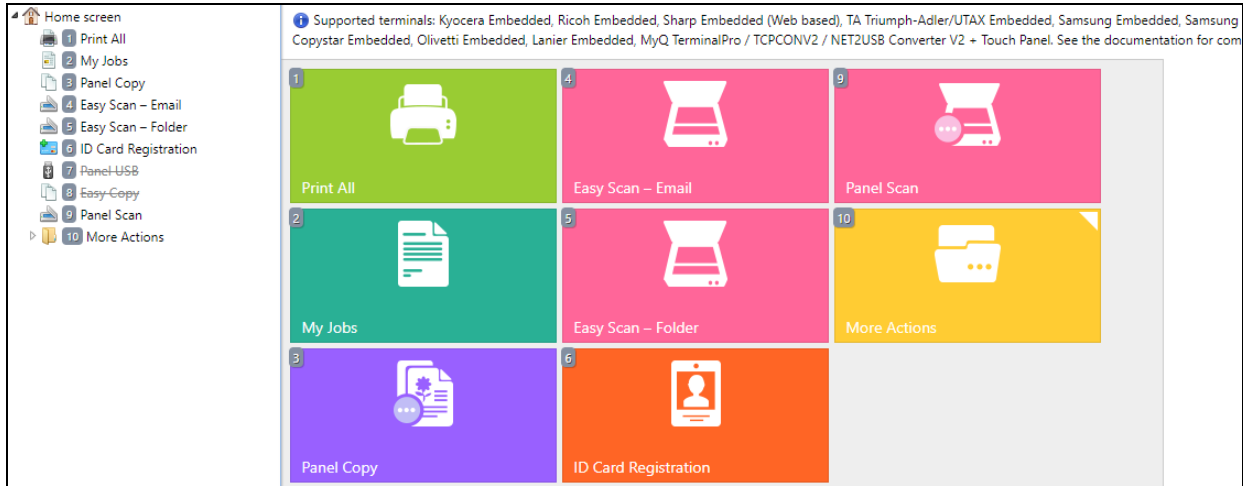 Home screen
1 Print All
2 My Jobs
3 Panel Copy
4 Easy Scan – Email
5 Easy Scan – Folder
6 ID Card Registration
7 Panel USB
8 Easy Copy
9 Panel Scan
10 More Actions
Supported terminals: Kyocera Embedded, Ricoh Embedded, Sharp Embedded (Web based), TA Triumph-Adler/UTAX Embedded, Samsung Embedded, Samsung
Copystar Embedded, Olivetti Embedded, Lanier Embedded, MyQ TerminalPro / TCPCONV2 / NET2USB Converter V2 + Touch Panel. See the documentation for com
1 4 9
Print All Easy Scan – Email Panel Scan
2 5 10
My Jobs Easy Scan – Folder More Actions
3 6
Panel Copy ID Card Registration